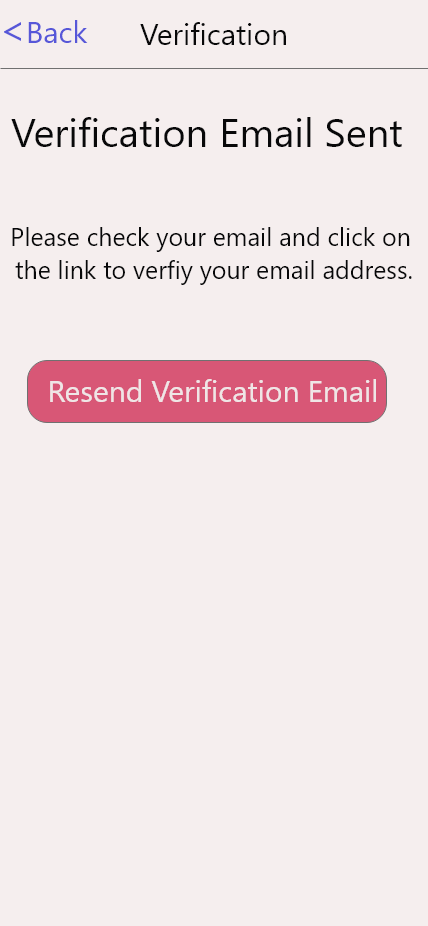 <Back Verification
Verification Email Sent
Please check your email and click on
the link to verfiy your email address.
Resend Verification Email